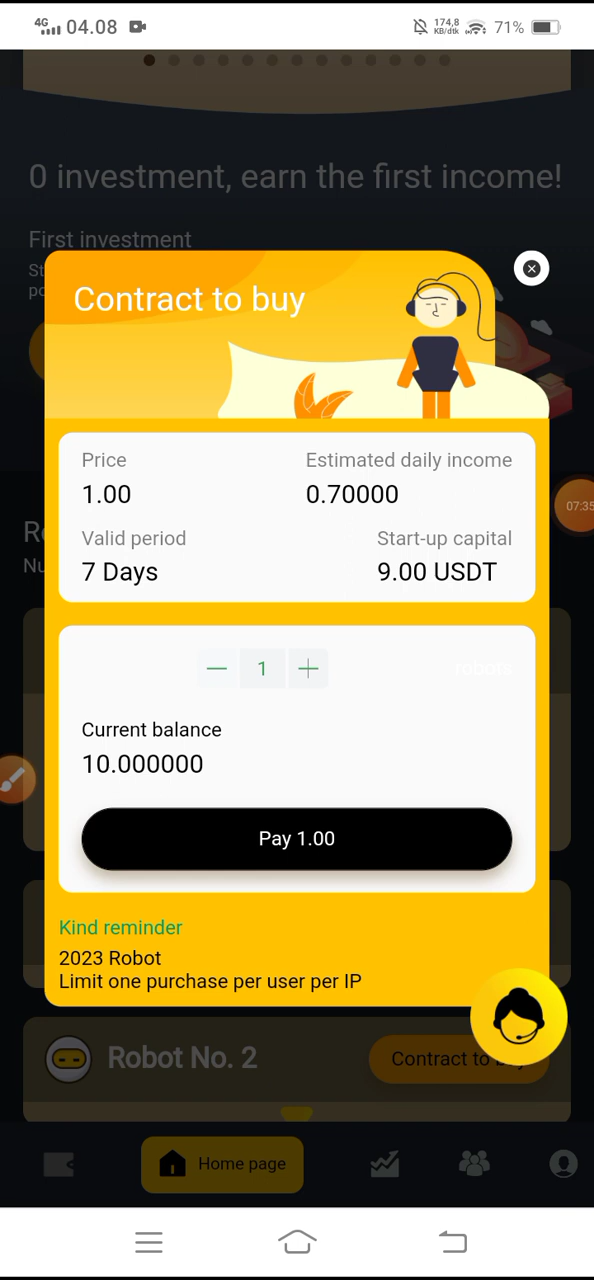 4G 04.08 174,8 KB/dtk 71%
0 investment, earn the first income!
First investment
Contract to buy
Price Estimated daily income
1.00 0.70000
07:35
Valid period Start-up capital
7 Days 9.00 USDT
1 robots
Current balance
10.000000
Pay 1.00
Kind reminder
2023 Robot
Limit one purchase per user per IP
Robot No. 2 Contract to
Home page